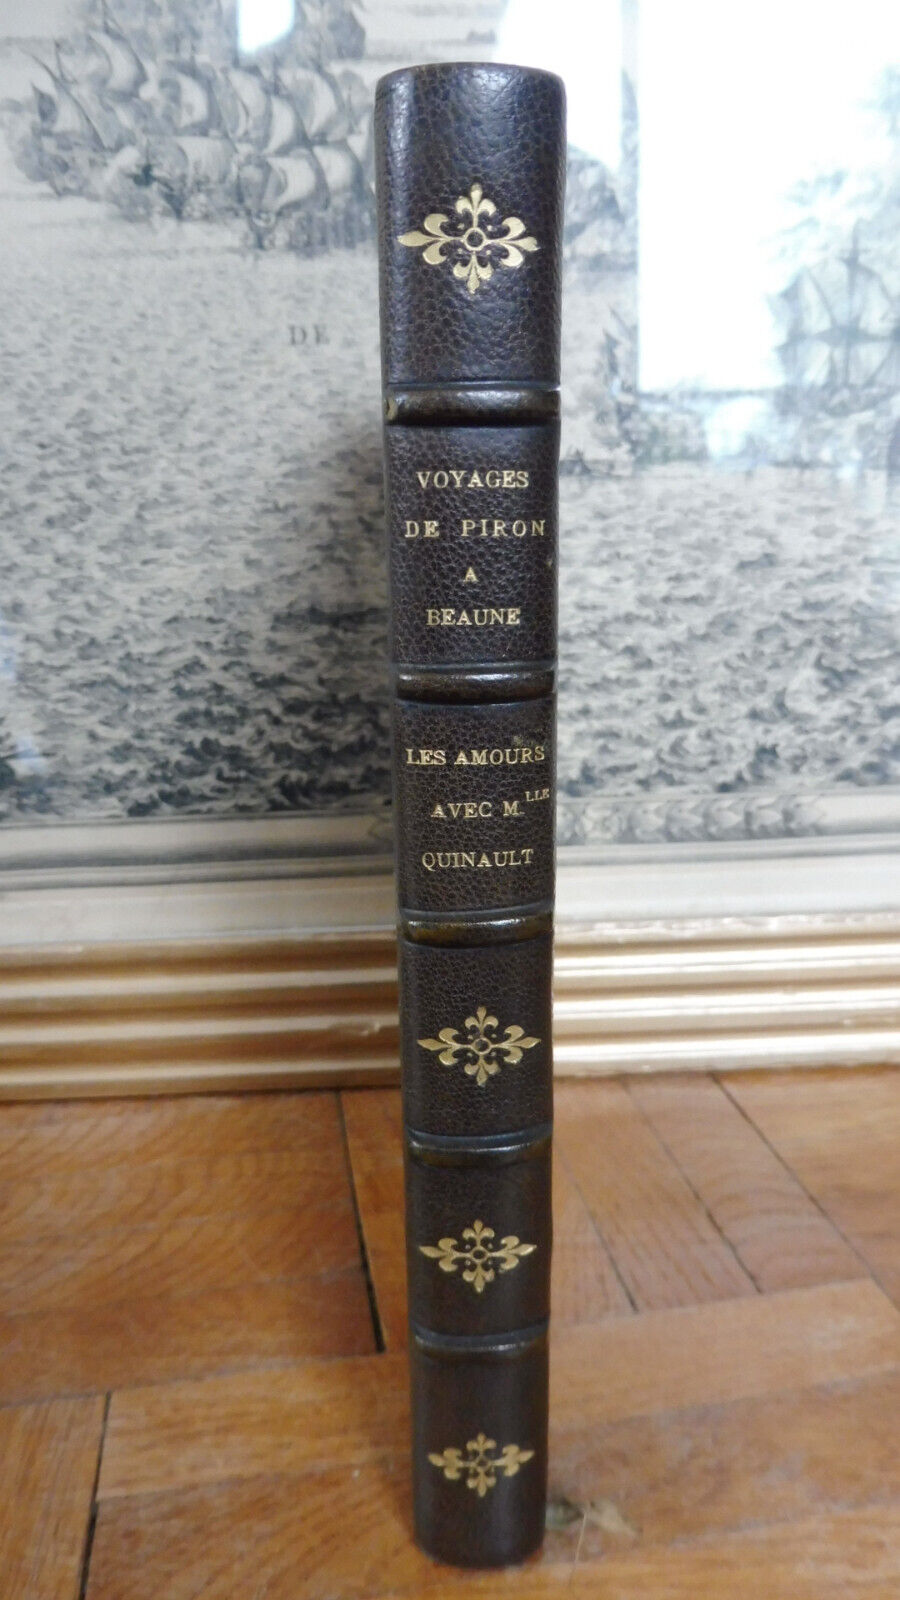 DE
VOYAGES
DE PIRON
A
BEAUNE
LES AMOURS
AVEC M.LLE
QUINAULT